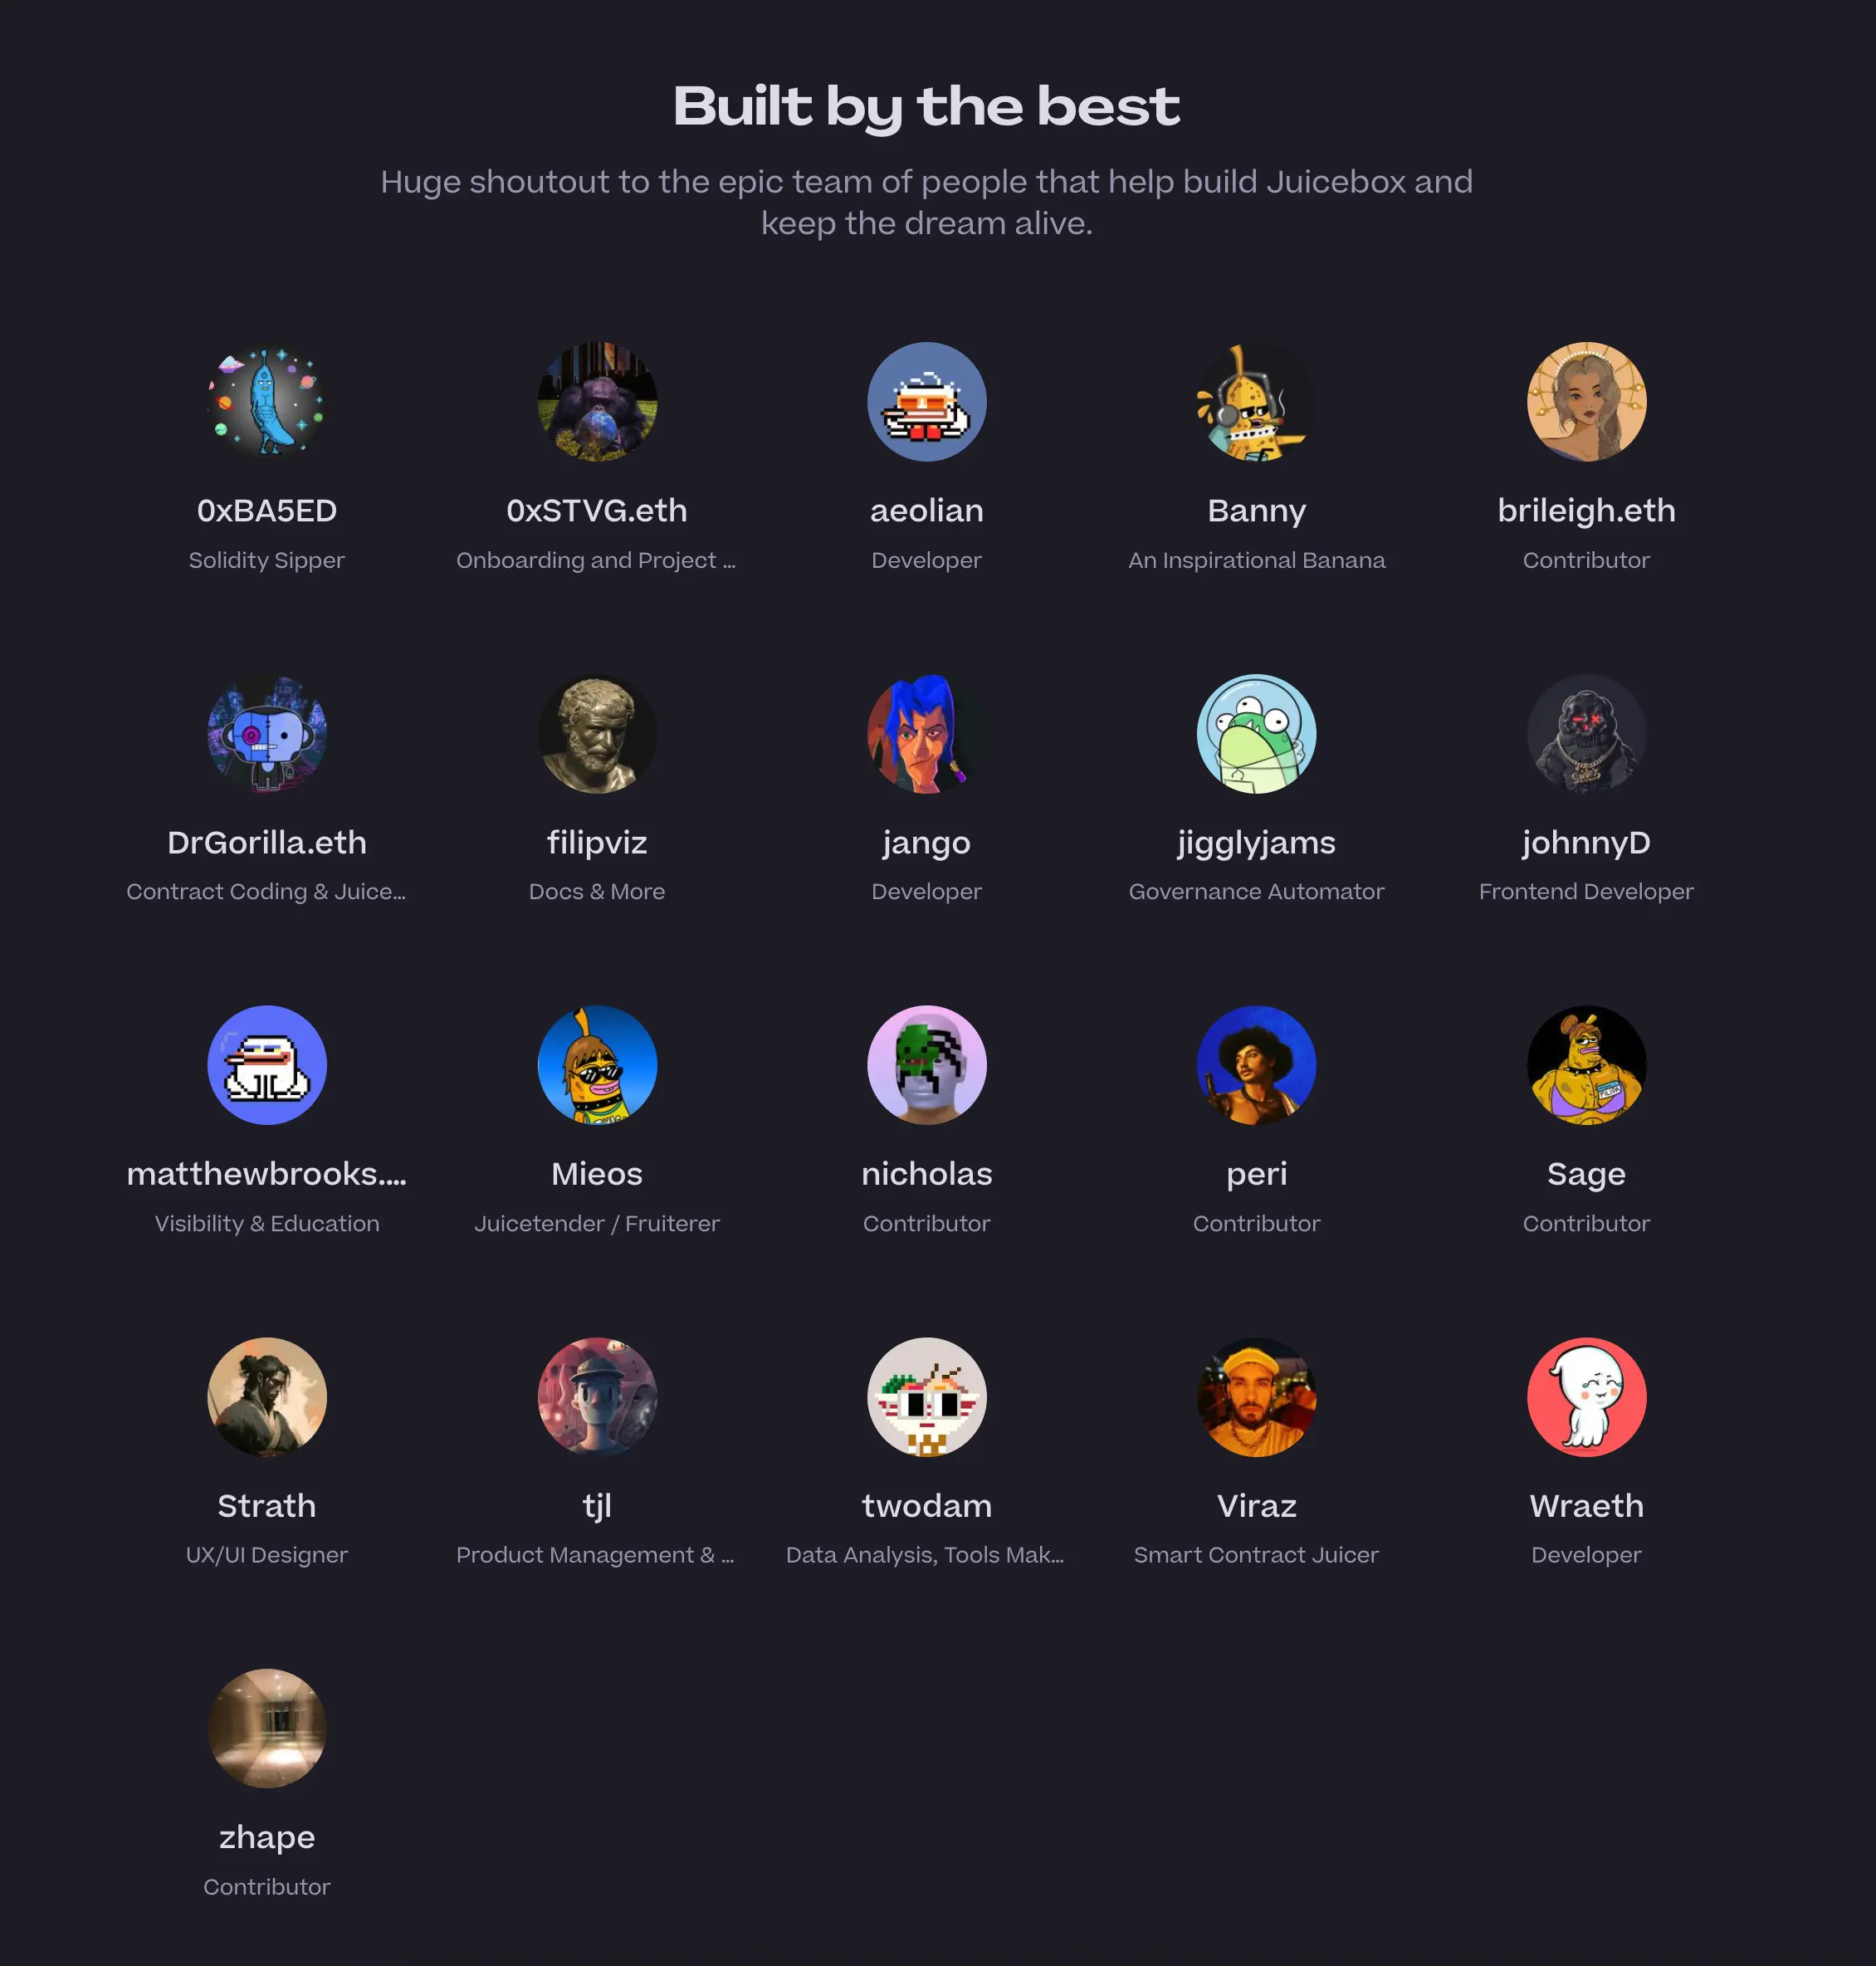 Built by the best
Huge shoutout to the epic team of people that help build Juicebox and
keep the dream alive.
0xBA5ED
Solidity Sipper
0xSTVG.eth
Onboarding and Project ...
aeolian
Developer
Banny
An Inspirational Banana
brileigh.eth
Contributor
DrGorilla.eth
Contract Coding & Juice...
filipviz
Docs & More
jango
Developer
jigglyjams
Governance Automator
johnnyD
Frontend Developer
matthewbrooks....
Visibility & Education
Mieos
Juicetender / Fruiterer
nicholas
Contributor
peri
Contributor
Sage
Contributor
Strath
UX/UI Designer
tjl
Product Management & ...
twodam
Data Analysis, Tools Mak...
Viraz
Smart Contract Juicer
Wraeth
Developer
zhape
Contributor